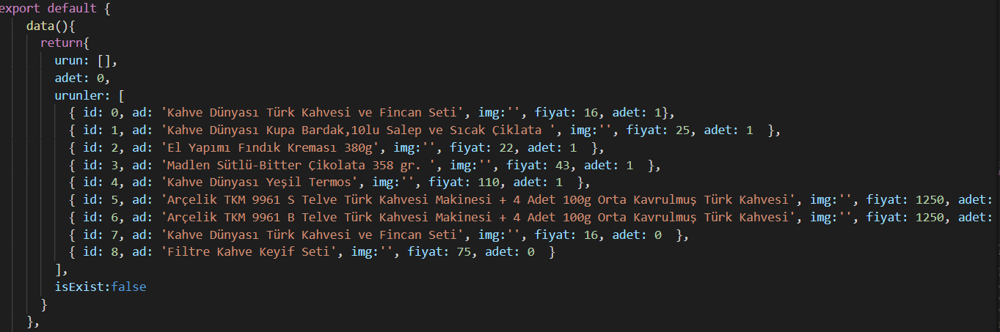 export default {
data(){
return{
urun: [],
adet: 0,
urunler: [
{ id: 0, ad: 'Kahve Dünyası Türk Kahvesi ve Fincan Seti', img:'', fiyat: 16, adet: 1},
{ id: 1, ad: 'Kahve Dünyası Kupa Bardak,10lu Salep ve Sıcak Çiklata ', img:'', fiyat: 25, adet: 1  },
{ id: 2, ad: 'El Yapımı Fındık Kreması 380g', img:'', fiyat: 22, adet: 1  },
{ id: 3, ad: 'Madlen Sütlü-Bitter Çikolata 358 gr. ', img:'', fiyat: 43, adet: 1  },
{ id: 4, ad: 'Kahve Dünyası Yeşil Termos', img:'', fiyat: 110, adet: 1  },
{ id: 5, ad: 'Arçelik TKM 9961 S Telve Türk Kahvesi Makinesi + 4 Adet 100g Orta Kavrulmuş Türk Kahvesi', img:'', fiyat: 1250, adet:
{ id: 6, ad: 'Arçelik TKM 9961 B Telve Türk Kahvesi Makinesi + 4 Adet 100g Orta Kavrulmuş Türk Kahvesi', img:'', fiyat: 1250, adet:
{ id: 7, ad: 'Kahve Dünyası Türk Kahvesi ve Fincan Seti', img:'', fiyat: 16, adet: 0  },
{ id: 8, ad: 'Filtre Kahve Keyif Seti', img:'', fiyat: 75, adet: 0  }
],
isExist:false
}
},